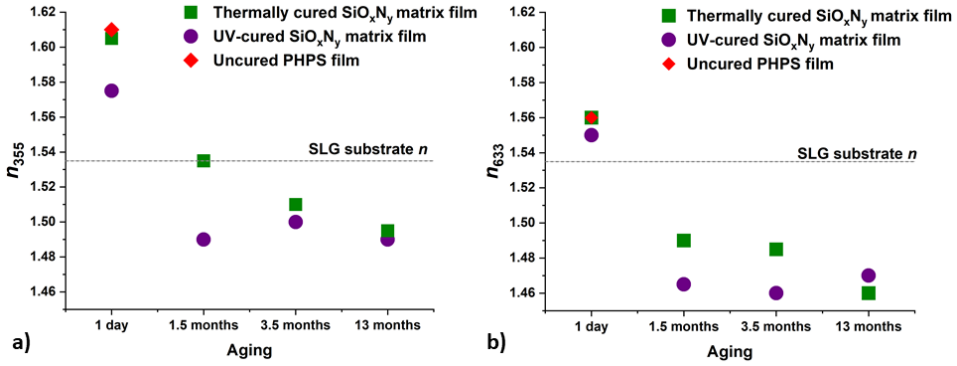 a)
n355
1.62
1.60
1.58
1.56
1.54
1.52
1.50
1.48
1.46
Thermally cured SiOxNy matrix film
UV-cured SiOxNy matrix film
Uncured PHPS film
SLG substrate n
1 day
1.5 months
3.5 months
13 months
Aging
b)
n633
1.62
1.60
1.58
1.56
1.54
1.52
1.50
1.48
1.46
Thermally cured SiOxNy matrix film
UV-cured SiOxNy matrix film
Uncured PHPS film
SLG substrate n
1 day
1.5 months
3.5 months
13 months
Aging